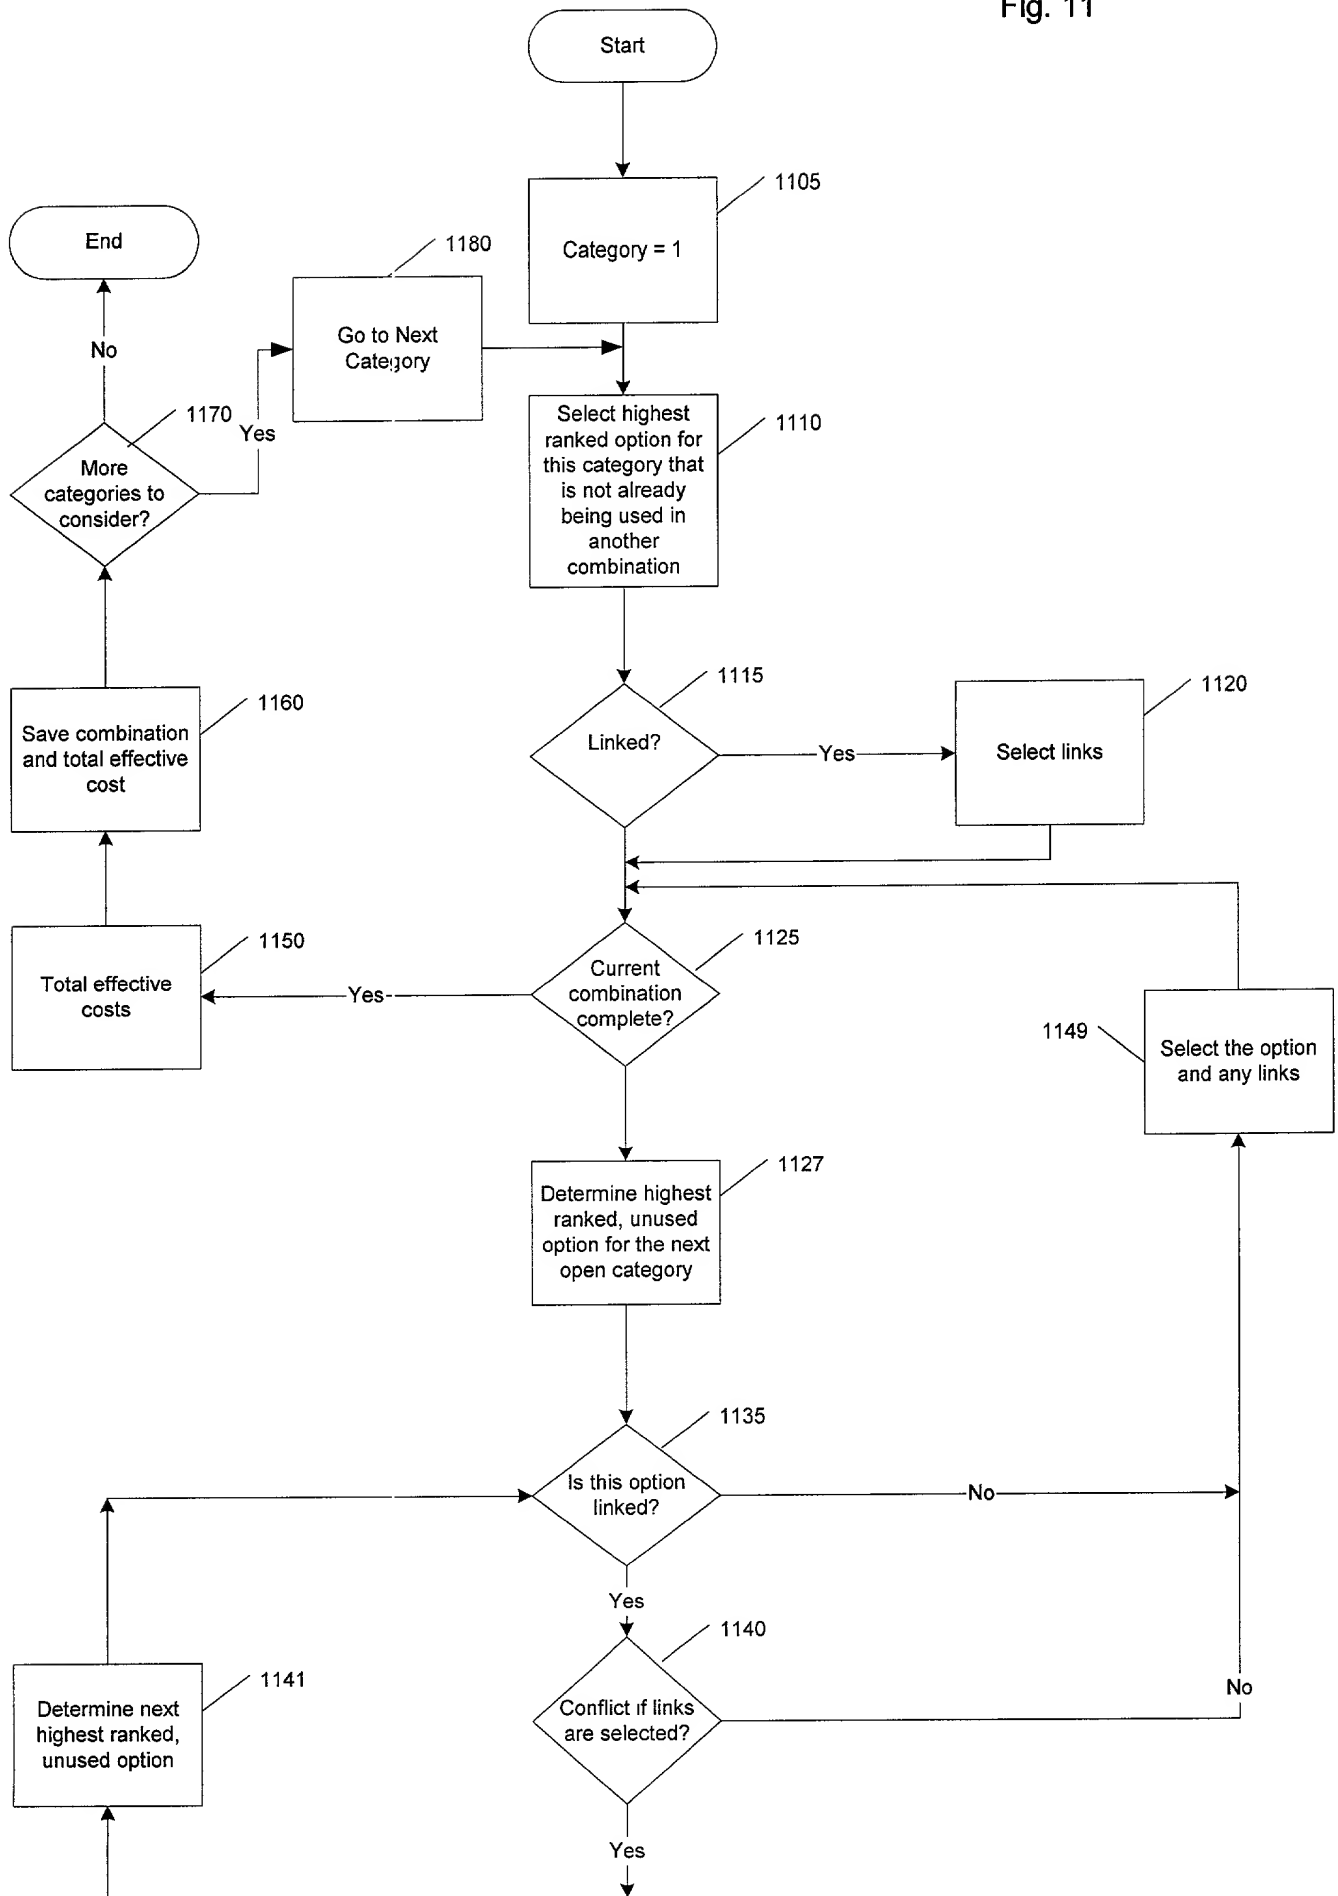 Fig. 11
Start
1105
Category = 1
End
1180
Go to Next
Category
No
1170
Yes
More
categories to
consider?
Select highest
ranked option for
this category that
is not already
being used in
another
combination
1110
1115
Linked?
Yes
1120
Select links
1160
Save combination
and total effective
cost
1150
Total effective
costs
Yes
1125
Current
combination
complete?
1149
Select the option
and any links
1127
Determine highest
ranked, unused
option for the next
open category
1135
Is this option
linked?
No
Yes
1140
Conflict if links
are selected?
No
1141
Determine next
highest ranked,
unused option
Yes